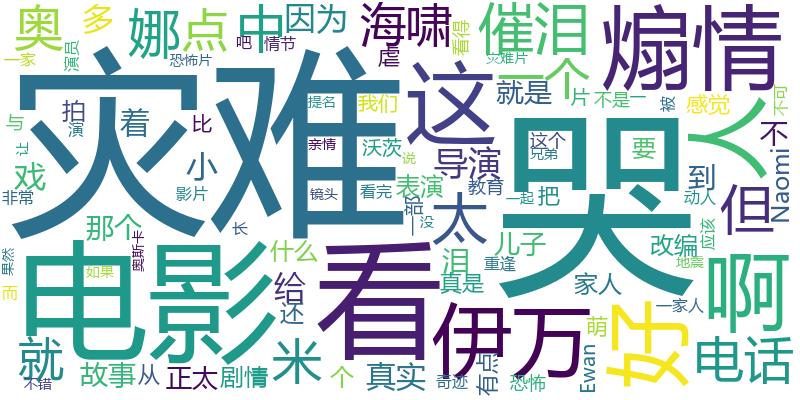 奥
多
娜
点
中
因为
海啸
催泪
煽情
一家
演员
恐怖片
吧
情节
虐
看得
灾难片
一个
灾难
这
哭
人
拍
着
比
提名
我们
就是
片
不是
一
被
感觉
不
不可
与
演
让
戏
小
亲情
沃茨
说
导演
这个
兄弟
要
到
但
Naomi
非常
影片
镜头
看完
表演
教育
一起
把
动人
那个
长
一部
没
太
儿子
改编
应该
果然
奥斯卡
电影
什么
看
泪
重逢
家人
地震
啊
而
如果
给
还
真是
伊万
一家人
好
就
米
萌
电话
不错
故事
从
正太
剧情
个
真实
奇迹
有点
恐怖
Ewan